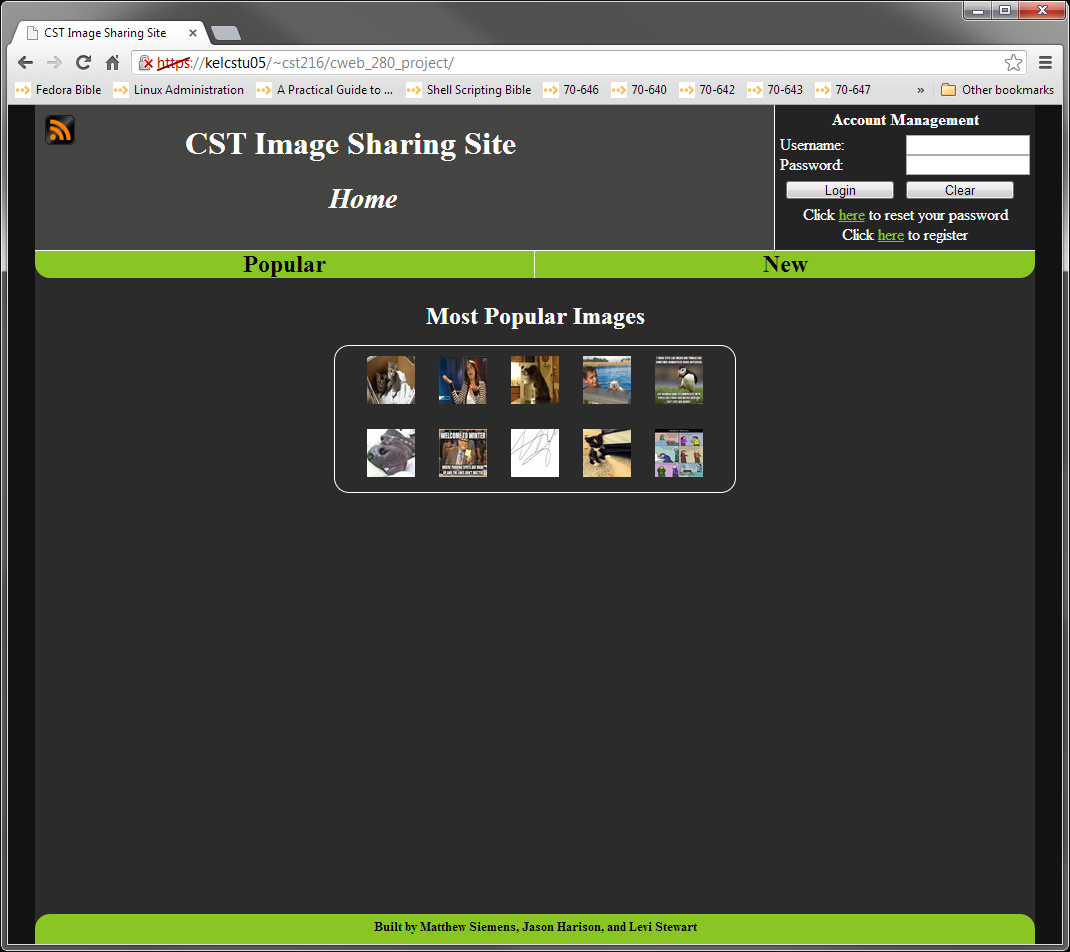 CST Image Sharing Site
https://kelcstu05/~cst216/cweb_280_project/
Fedora Bible Linux Administration A Practical Guide to ... Shell Scripting Bible 70-646 70-640 70-642 70-643 70-647 » Other bookmarks
CST Image Sharing Site
Home
Account Management
Username:
Password:
Login Clear
Click here to reset your password
Click here to register
Popular New
Most Popular Images
WELCOME TO WINTER
Built by Matthew Siemens, Jason Harison, and Levi Stewart